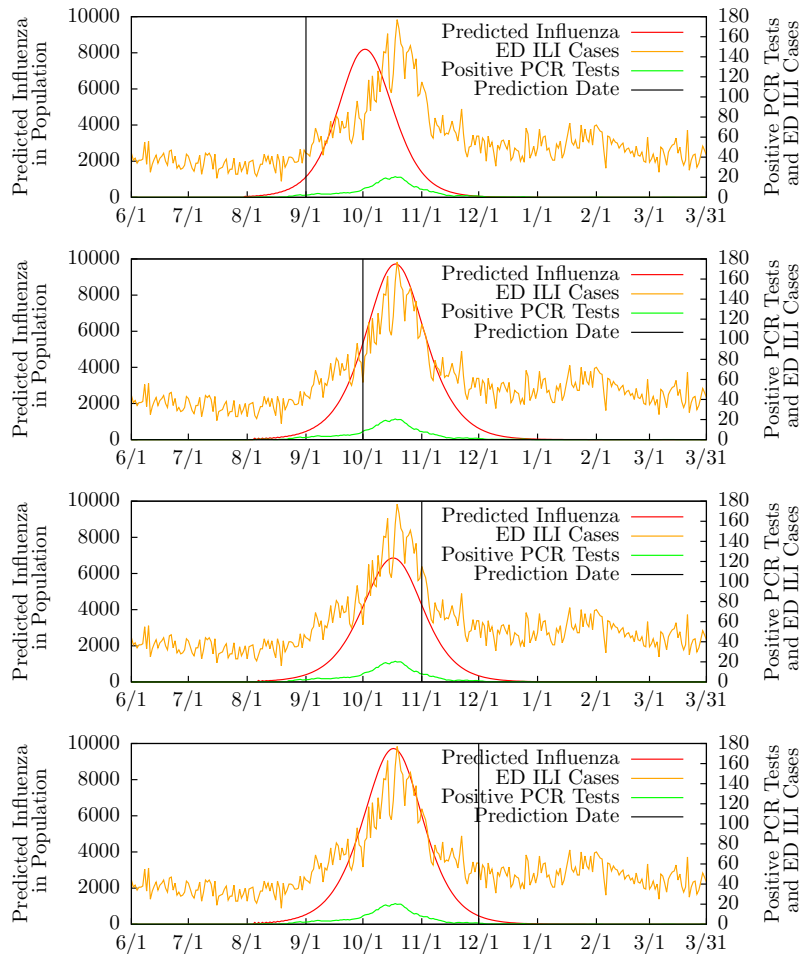 Predicted Influenza
in Population
10000
8000
6000
4000
2000
0
6/1 7/1 8/1 9/1 10/1 11/1 12/1 1/1 2/1 3/1 3/31
Predicted Influenza
ED ILI Cases
Positive PCR Tests
Prediction Date
180
160
140
120
100
80
60
40
20
0
Positive PCR Tests
and ED ILI Cases
Predicted Influenza
in Population
10000
8000
6000
4000
2000
0
6/1 7/1 8/1 9/1 10/1 11/1 12/1 1/1 2/1 3/1 3/31
Predicted Influenza
ED ILI Cases
Positive PCR Tests
Prediction Date
180
160
140
120
100
80
60
40
20
0
Positive PCR Tests
and ED ILI Cases
Predicted Influenza
in Population
10000
8000
6000
4000
2000
0
6/1 7/1 8/1 9/1 10/1 11/1 12/1 1/1 2/1 3/1 3/31
Predicted Influenza
ED ILI Cases
Positive PCR Tests
Prediction Date
180
160
140
120
100
80
60
40
20
0
Positive PCR Tests
and ED ILI Cases
Predicted Influenza
in Population
10000
8000
6000
4000
2000
0
6/1 7/1 8/1 9/1 10/1 11/1 12/1 1/1 2/1 3/1 3/31
Predicted Influenza
ED ILI Cases
Positive PCR Tests
Prediction Date
180
160
140
120
100
80
60
40
20
0
Positive PCR Tests
and ED ILI Cases